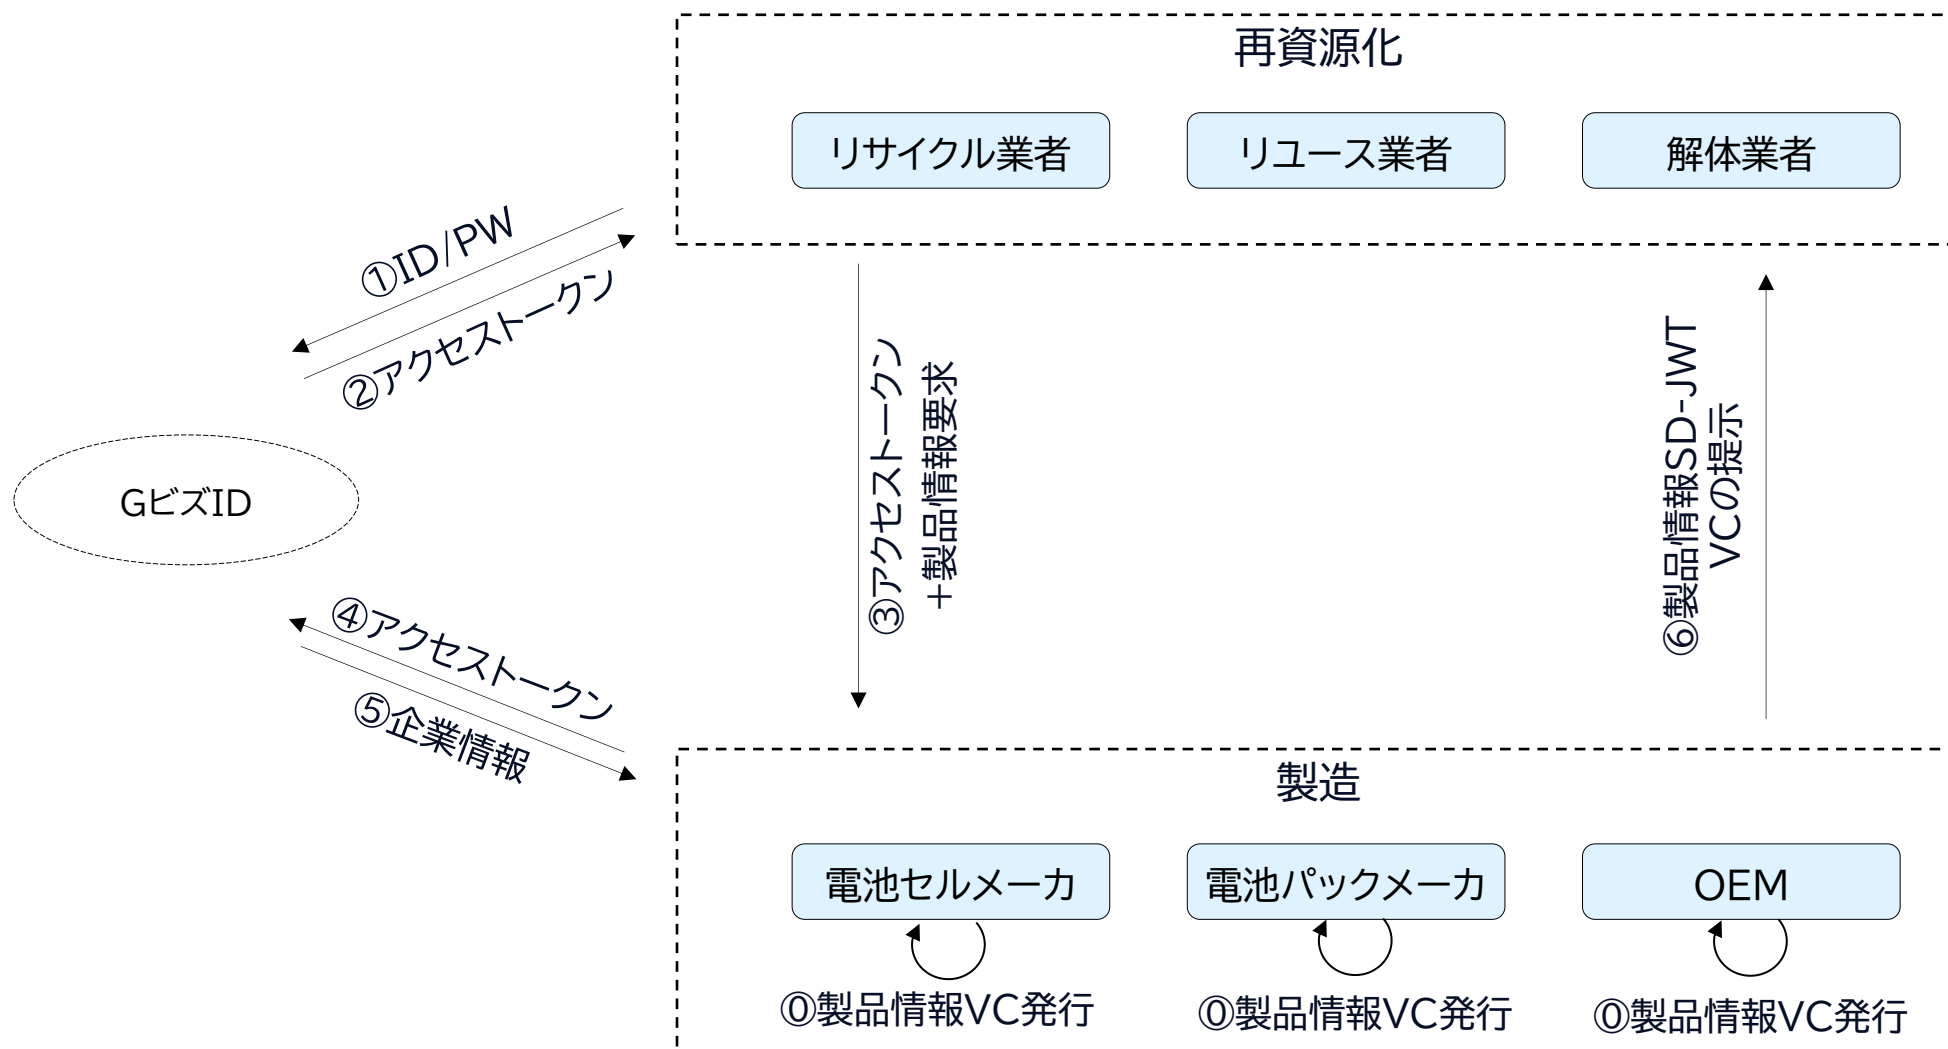 再資源化
リサイクル業者
リユース業者
解体業者
①ID/PW
②アクセストークン
③アクセストークン
＋製品情報要求
⑥製品情報SD-JWT
VCの提示
GビズID
④アクセストークン
⑤企業情報
製造
電池セルメーカ
電池パックメーカ
OEM
⓪製品情報VC発行
⓪製品情報VC発行
⓪製品情報VC発行